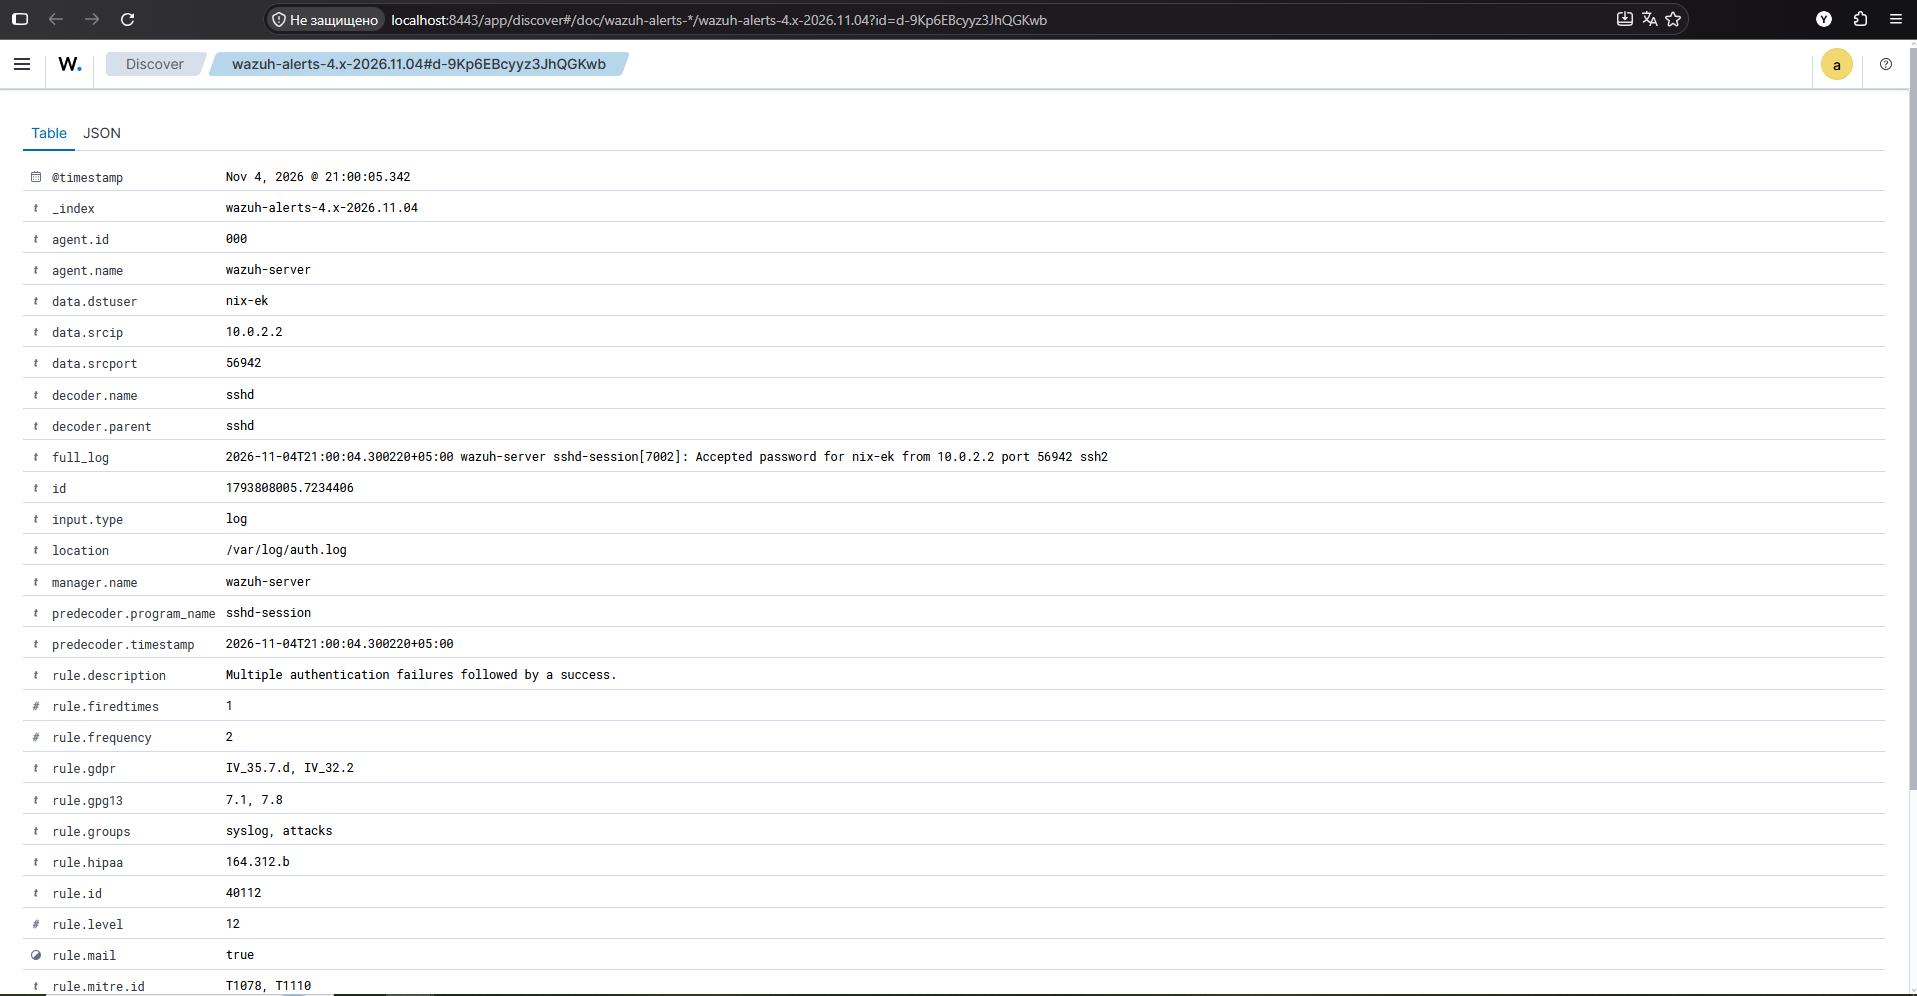 Не защищено localhost:8443/app/discover#/doc/wazuh-alerts-*/wazuh-alerts-4.x-2026.11.04?id=d-9Kp6EBcyyz3JhQGKwb Y
W. Discover wazuh-alerts-4.x-2026.11.04#d-9Kp6EBcyyz3JhQGKwb a
Table JSON
@timestamp Nov 4, 2026 @ 21:00:05.342
t _index wazuh-alerts-4.x-2026.11.04
t agent.id 000
t agent.name wazuh-server
t data.dstuser nix-ek
t data.srcip 10.0.2.2
t data.srcport 56942
t decoder.name sshd
t decoder.parent sshd
t full_log 2026-11-04T21:00:04.300220+05:00 wazuh-server sshd-session[7002]: Accepted password for nix-ek from 10.0.2.2 port 56942 ssh2
t id 1793808005.7234406
t input.type log
t location /var/log/auth.log
t manager.name wazuh-server
t predecoder.program_name sshd-session
t predecoder.timestamp 2026-11-04T21:00:04.300220+05:00
t rule.description Multiple authentication failures followed by a success.
# rule.firedtimes 1
# rule.frequency 2
t rule.gdpr IV_35.7.d, IV_32.2
t rule.gpg13 7.1, 7.8
t rule.groups syslog, attacks
t rule.hipaa 164.312.b
t rule.id 40112
# rule.level 12
rule.mail true
t rule.mitre.id T1078, T1110